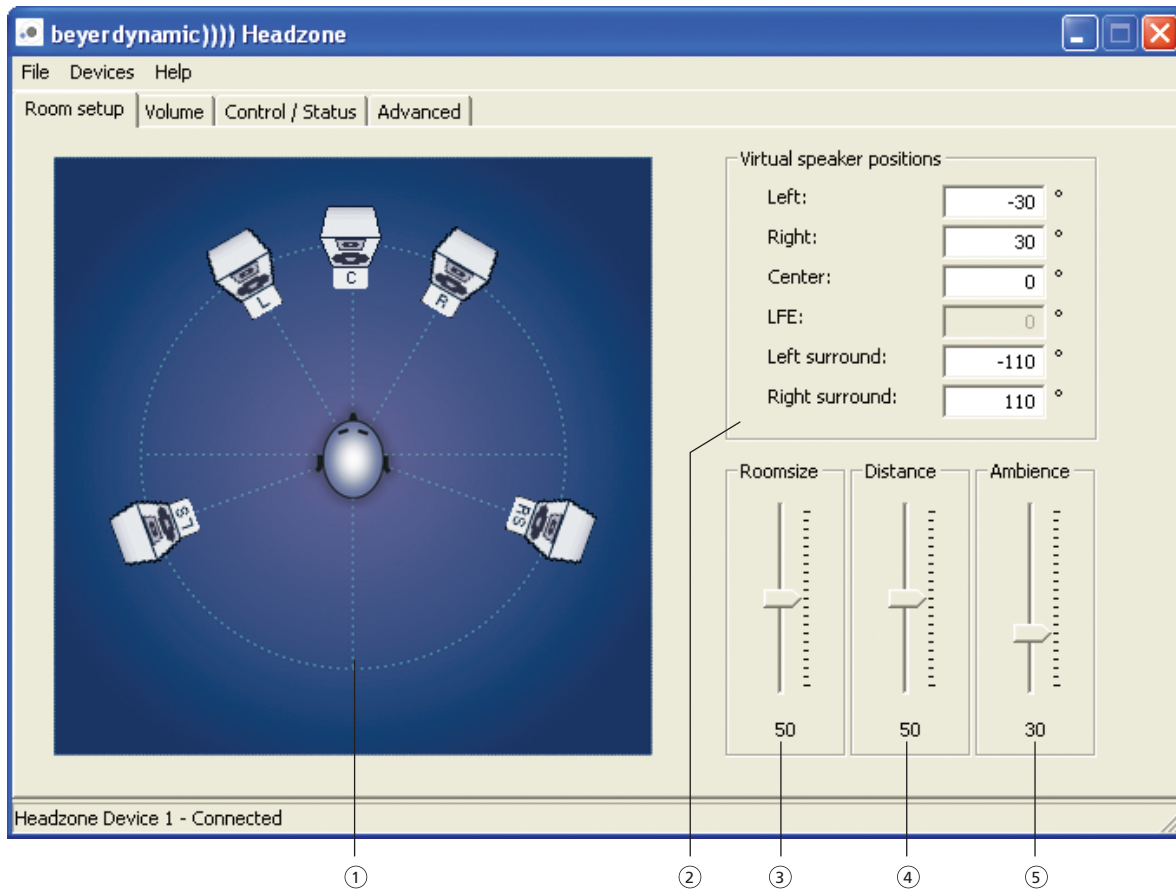 beyerdynamic)))) Headzone
File Devices Help
Room setup Volume Control / Status Advanced
C
L
R
LS
RS
Virtual speaker positions
Left: -30 °
Right: 30 °
Center: 0 °
LFE: 0 °
Left surround: -110 °
Right surround: 110 °
Roomsize Distance Ambience
50 50 30
Headzone Device 1 - Connected
① ② ③ ④ ⑤